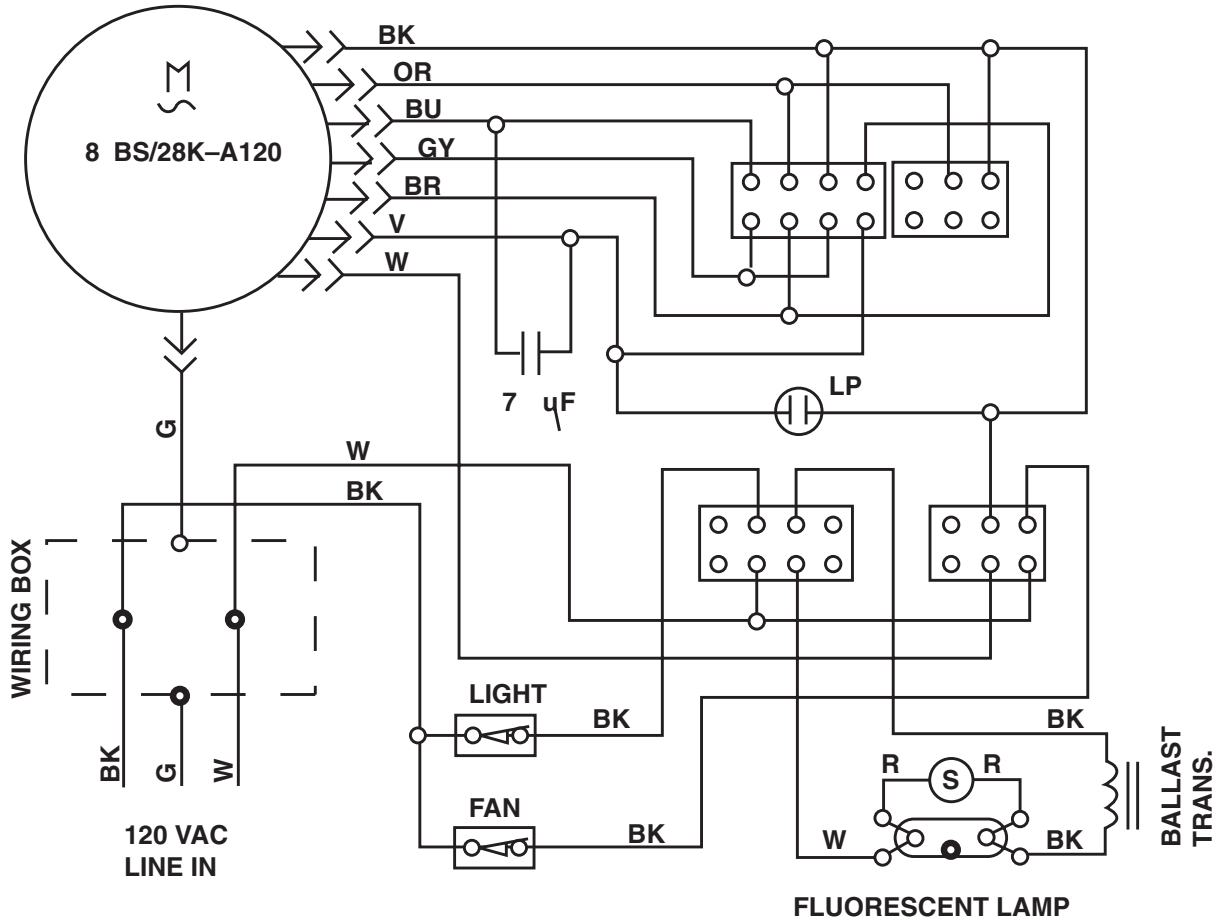 BK
OR
M
BU
8 BS/28K–A120
GY
BR
V
W
LP
7 uF
G
W
BK
WIRING BOX
LIGHT
BK
BK
R S R
BALLAST
TRANS.
BK G W
FAN
BK
W
BK
120 VAC
LINE IN
FLUORESCENT LAMP